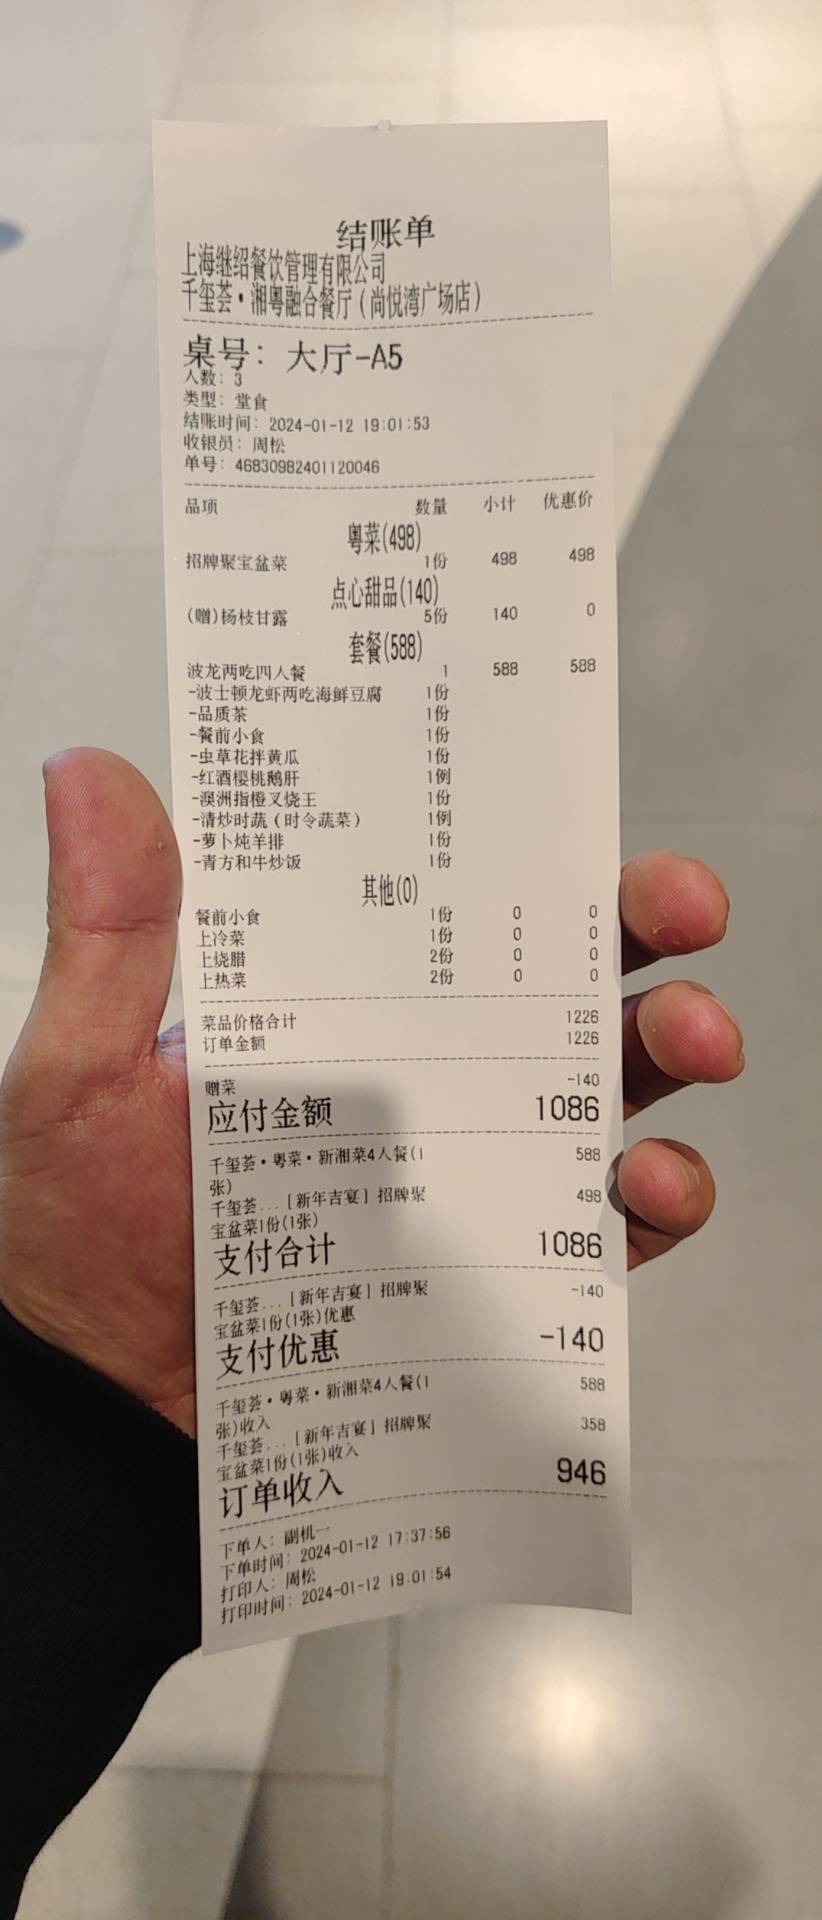 结账单
上海继绍餐饮管理有限公司
千玺荟•湘粤融合餐厅(尚悦湾广场店)
桌号: 大厅-A5
人数: 3
类型: 堂食
结账时间: 2024-01-12 19:01:53
收银员: 周松
单号: 46830982401120046
品项 数量 小计 优惠价
粤菜(498)
招牌聚宝盆菜 1份 498 498
点心甜品(140)
(赠)杨枝甘露 5份 140 0
套餐(588)
波龙两吃四人餐 1 588 588
-波士顿龙虾两吃海鲜豆腐 1份
-品质茶 1份
-餐前小食 1份
-虫草花拌黄瓜 1份
-红酒樱桃鹅肝 1例
-澳洲指橙叉烧王 1份
-清炒时蔬(时令蔬菜) 1例
-萝卜炖羊排 1份
-青方和牛炒饭 1份
其他(0)
餐前小食 1份 0 0
上冷菜 1份 0 0
上烧腊 2份 0 0
上热菜 2份 0 0
菜品价格合计 1226
订单金额 1226
赠菜 -140
应付金额 1086
千玺荟•粤菜•新湘菜4人餐(1 588
张)
千玺荟...[新年吉宴]招牌聚 498
宝盆菜1份(1张)
支付合计 1086
千玺荟...[新年吉宴]招牌聚 -140
宝盆菜1份(1张)优惠
支付优惠 -140
千玺荟•粤菜•新湘菜4人餐(1 588
张)收入
千玺荟...[新年吉宴]招牌聚 358
宝盆菜1份(1张)收入
订单收入 946
下单人: 副机一
下单时间: 2024-01-12 17:37:56
打印人: 周松
打印时间: 2024-01-12 19:01:54